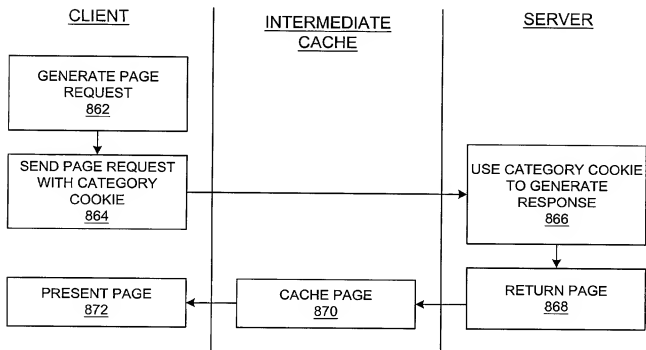 CLIENT
INTERMEDIATE
CACHE
SERVER
GENERATE PAGE
REQUEST
862
SEND PAGE REQUEST
WITH CATEGORY
COOKIE
864
USE CATEGORY COOKIE
TO GENERATE
RESPONSE
866
PRESENT PAGE
872
CACHE PAGE
870
RETURN PAGE
868